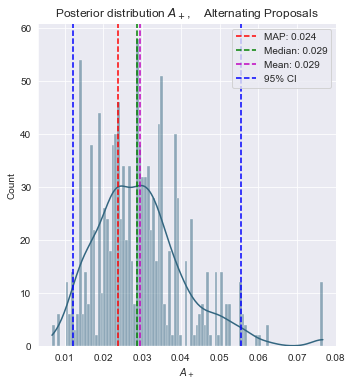 Posterior distribution A₊, Alternating Proposals
MAP: 0.024
Median: 0.029
Mean: 0.029
95% CI
Count
60
50
40
30
20
10
0
0.01 0.02 0.03 0.04 0.05 0.06 0.07 0.08
A₊